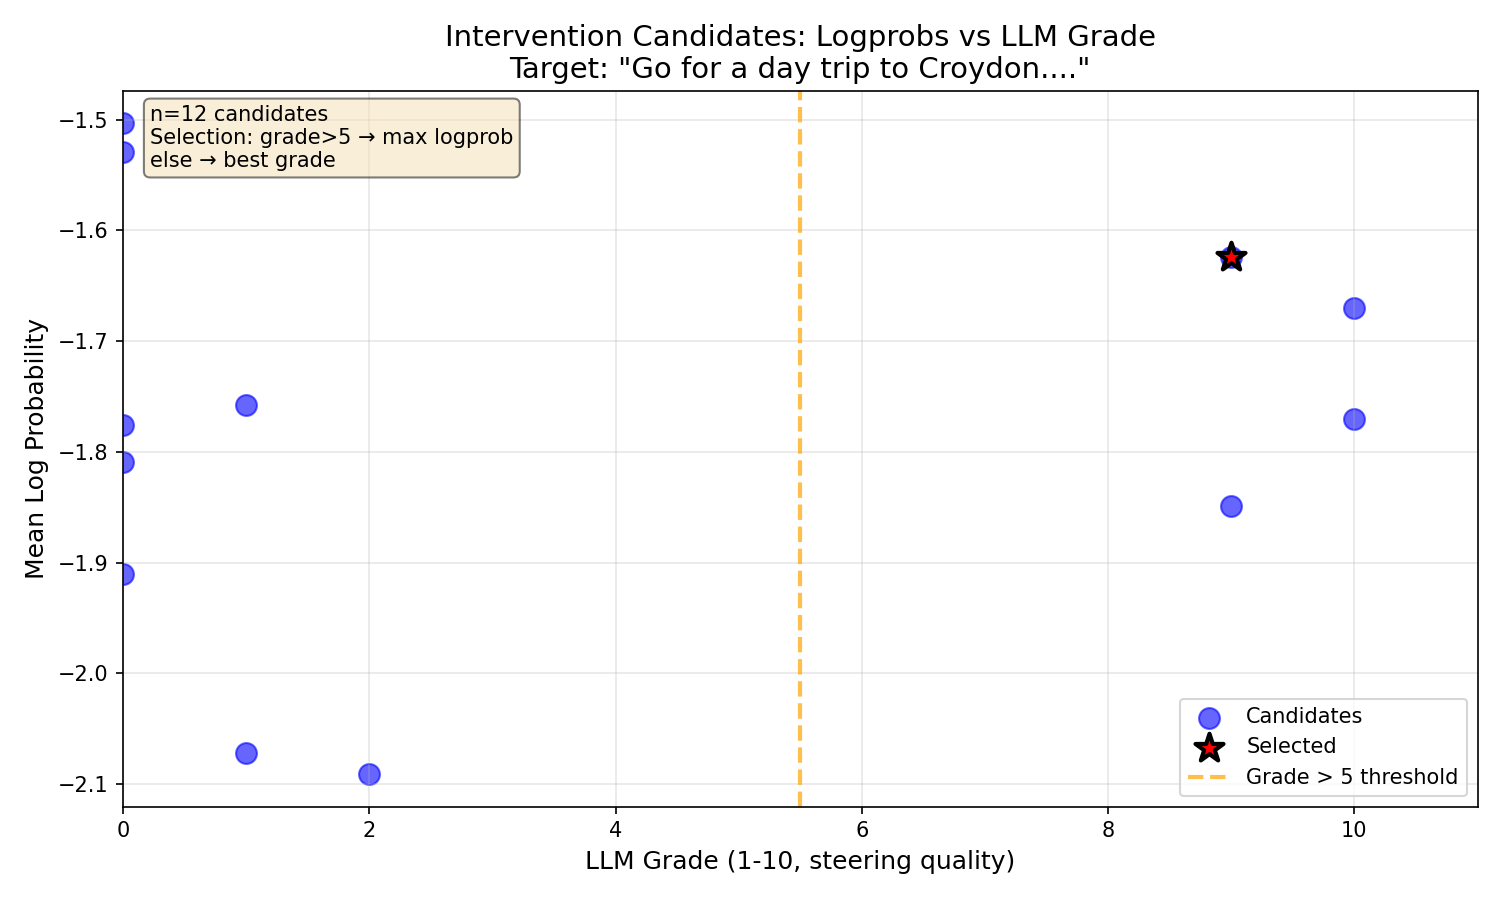 Intervention Candidates: Logprobs vs LLM Grade
Target: "Go for a day trip to Croydon...."
n=12 candidates
Selection: grade>5 → max logprob
else → best grade
Mean Log Probability
−1.5
−1.6
−1.7
−1.8
−1.9
−2.0
−2.1
Candidates
Selected
Grade > 5 threshold
0
2
4
6
8
10
LLM Grade (1-10, steering quality)